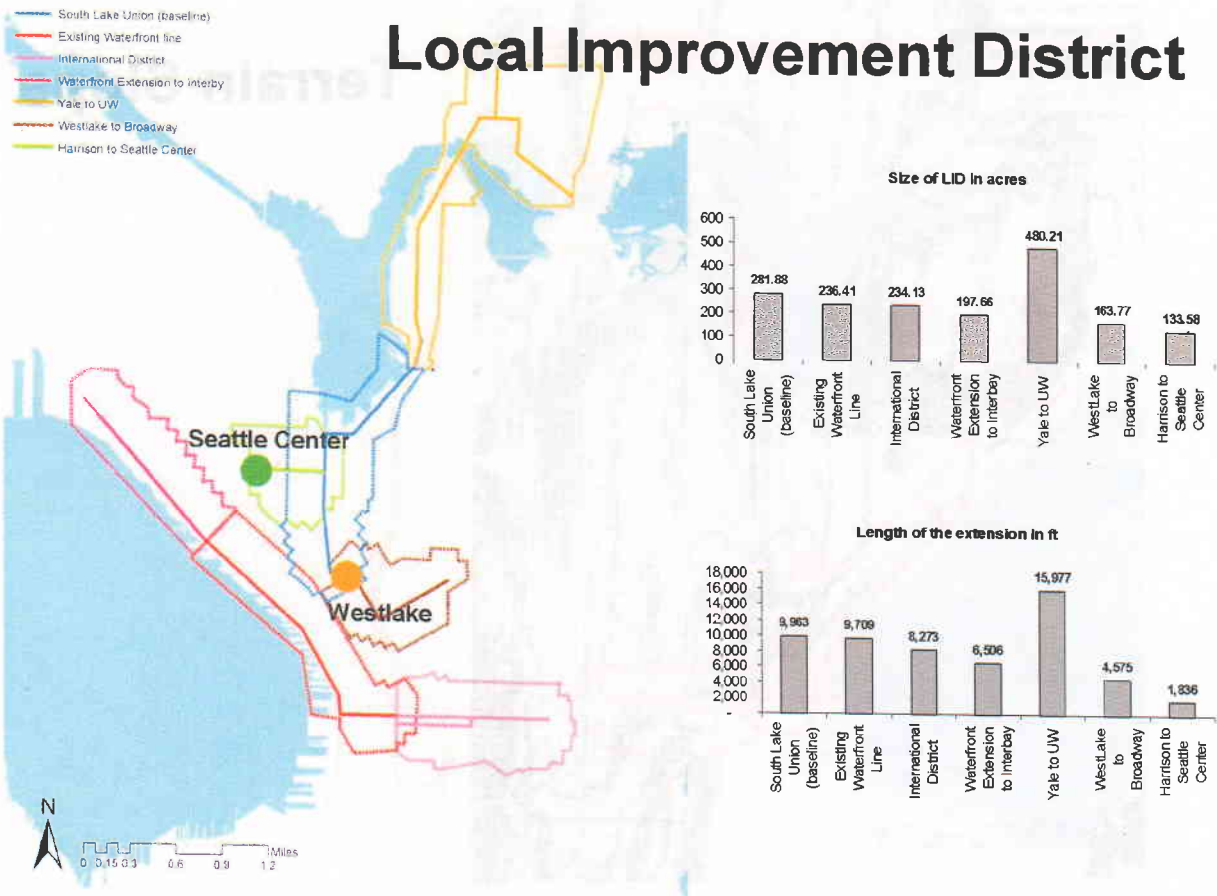 Local Improvement District
South Lake Union (baseline)
Existing Waterfront line
International District
Waterfront Extension to Interby
Yale to UW
Westlake to Broadway
Harrison to Seattle Center
Seattle Center
Westlake
N
0 0.15 0.3 0.6 0.9 1.2
Miles
Size of LID in acres
600
500
400
300
200
100
0
281.88
236.41
234.13
197.66
480.21
163.77
133.58
South Lake
Union
(baseline)
Existing
Waterfront
Line
International
District
Waterfront
Extension
to Interbay
Yale to UW
WestLake
to
Broadway
Harrison to
Seattle
Center
Length of the extension in ft
18,000
16,000
14,000
12,000
10,000
8,000
6,000
4,000
2,000
-
9,963
9,709
8,273
6,506
15,977
4,575
1,836
South Lake
Union
(baseline)
Existing
Waterfront
Line
International
District
Waterfront
Extension
to Interbay
Yale to UW
WestLake
to
Broadway
Harrison to
Seattle
Center